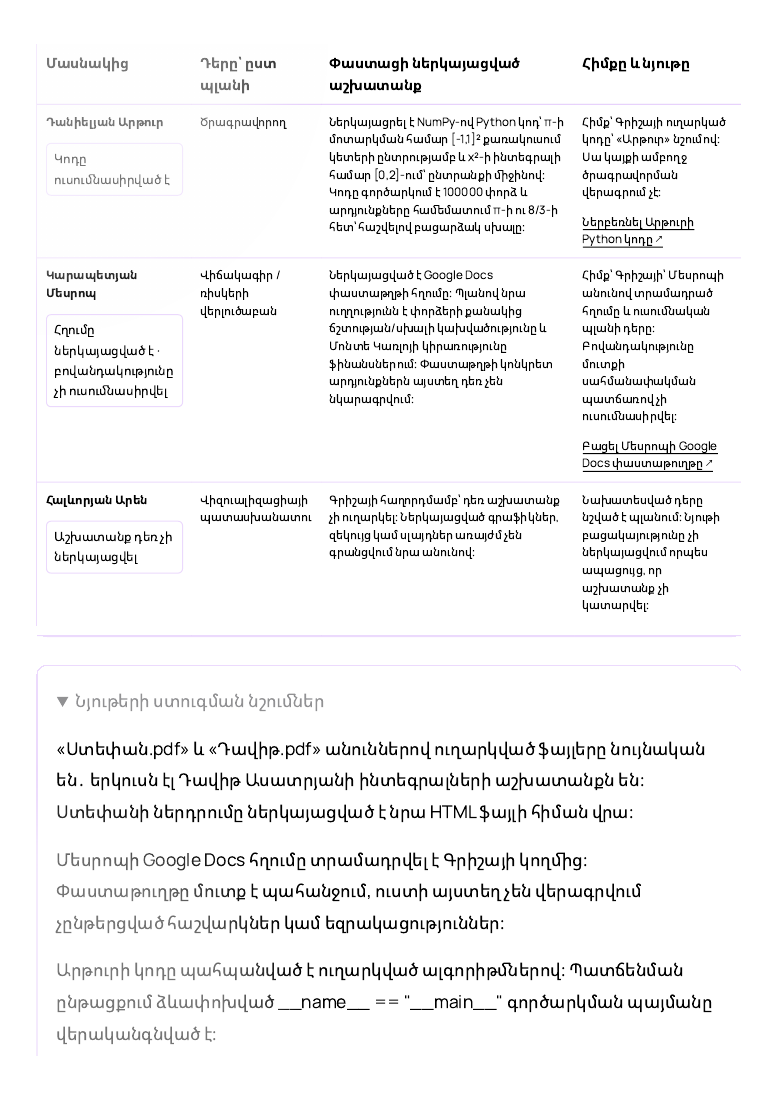 Մասնակից
Դերը՝ ըստ
պլանի
Փաստացի ներկայացված
աշխատանք
Հիմքը և նյութը
Դանիելյան Արթուր
Կոդը
ուսումնասիրված է
Ծրագրավորող
Ներկայացրել է NumPy-ով Python կոդ՝ π-ի
մոտարկման համար [-1,1]² քառակուսում
կետերի ընտրությամբ և x²-ի ինտեգրալի
համար [0,2]-ում՝ ընտրանքի միջինով:
Կոդը գործարկում է 100000 փորձ և
արդյունքները համեմատում π-ի ու 8/3-ի
հետ՝ հաշվելով բացարձակ սխալը:
Հիմք՝ Գրիշայի ուղարկած
կոդը՝ «Արթուր» նշումով:
Սա կայքի ամբողջ
ծրագրավորման
վերագրում չէ:
Ներբեռնել Արթուրի
Python կոդը ↗
Կարապետյան
Մեսրոպ
Հղումը
ներկայացված է ·
բովանդակությունը
չի ուսումնասիրվել
Վիճակագիր /
ռիսկերի
վերլուծաբան
Ներկայացված է Google Docs
փաստաթղթի հղումը: Պլանով նրա
ուղղությունն է փորձերի քանակից
ճշտության/սխալի կախվածությունը և
Մոնտե Կառլոյի կիրառությունը
ֆինանսներում: Փաստաթղթի կոնկրետ
արդյունքներն այստեղ դեռ չեն
նկարագրվում:
Հիմք՝ Գրիշայի՝ Մեսրոպի
անունով տրամադրած
հղումը և ուսումնական
պլանի դերը:
Բովանդակությունը
մուտքի
սահմանափակման
պատճառով չի
ուսումնասիրվել:
Բացել Մեսրոպի Google
Docs փաստաթուղթը ↗
Հալևորյան Արեն
Աշխատանք դեռ չի
ներկայացվել
Վիզուալիզացիայի
պատասխանատու
Գրիշայի հաղորդմամբ՝ դեռ աշխատանք
չի ուղարկել: Ներկայացված գրաֆիկներ,
զեկույց կամ սլայդներ առայժմ չեն
գրանցվում նրա անունով:
Նախատեսված դերը
նշված է պլանում: Նյութի
բացակայությունը չի
ներկայացվում որպես
ապացույց, որ
աշխատանք չի
կատարվել:
▼ Նյութերի ստուգման նշումներ
«Ստեփան.pdf» և «Դավիթ.pdf» անուններով ուղարկված ֆայլերը նույնական
են․ երկուսն էլ Դավիթ Ասատրյանի ինտեգրալների աշխատանքն են:
Ստեփանի ներդրումը ներկայացված է նրա HTML ֆայլի հիման վրա:
Մեսրոպի Google Docs հղումը տրամադրվել է Գրիշայի կողմից:
Փաստաթուղթը մուտք է պահանջում, ուստի այստեղ չեն վերագրվում
չընթերցված հաշվարկներ կամ եզրակացություններ:
Արթուրի կոդը պահպանված է ուղարկված ալգորիթմներով: Պատճենման
ընթացքում ձևափոխված __name__ == "__main__" գործարկման պայմանը
վերականգնված է: